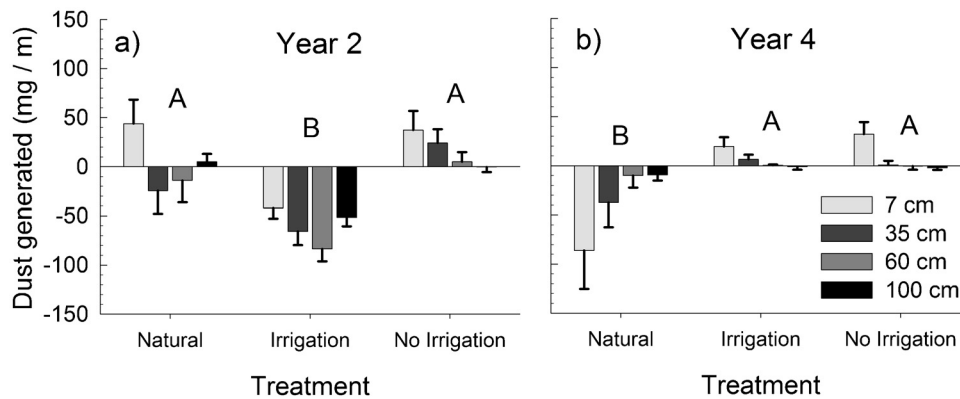 a)
Year 2
Dust generated (mg / m)
150
100
50
0
-50
-100
-150
A
B
A
Natural
Irrigation
No Irrigation
Treatment
b)
Year 4
B
A
A
7 cm
35 cm
60 cm
100 cm
Natural
Irrigation
No Irrigation
Treatment